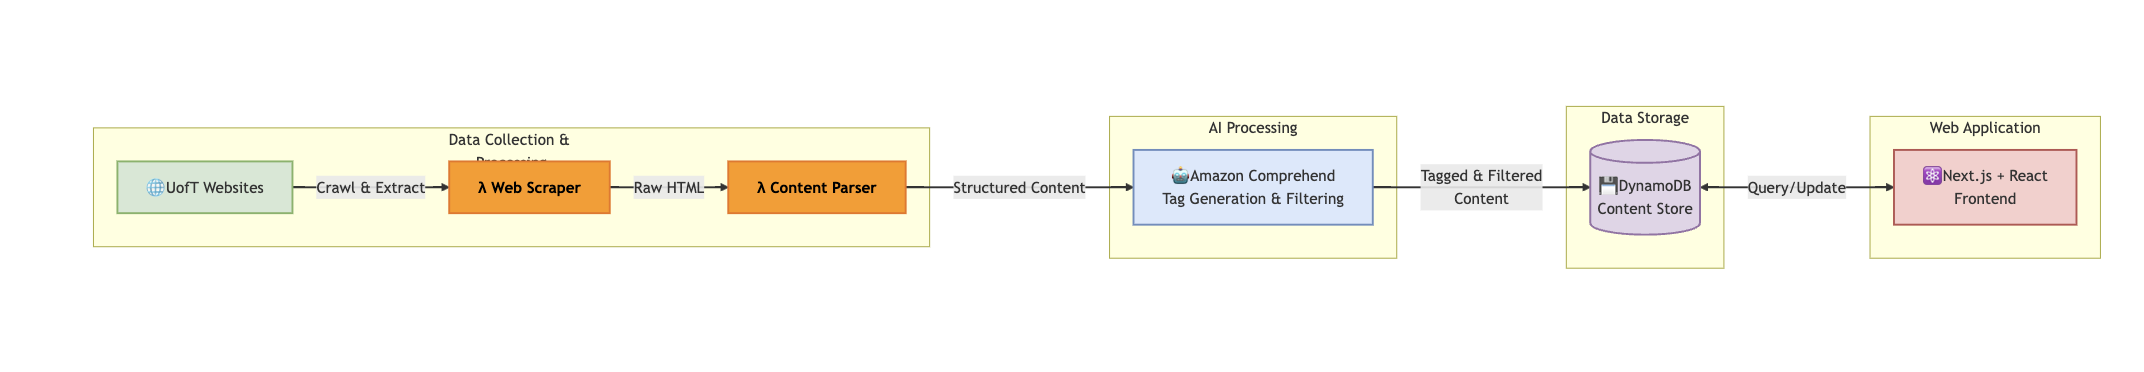 Data Collection &
Processing
🌐UofT Websites
Crawl & Extract
λ Web Scraper
Raw HTML
λ Content Parser
Structured Content
AI Processing
🤖Amazon Comprehend
Tag Generation & Filtering
Tagged & Filtered
Content
Data Storage
💾DynamoDB
Content Store
Query/Update
Web Application
⚛️Next.js + React
Frontend